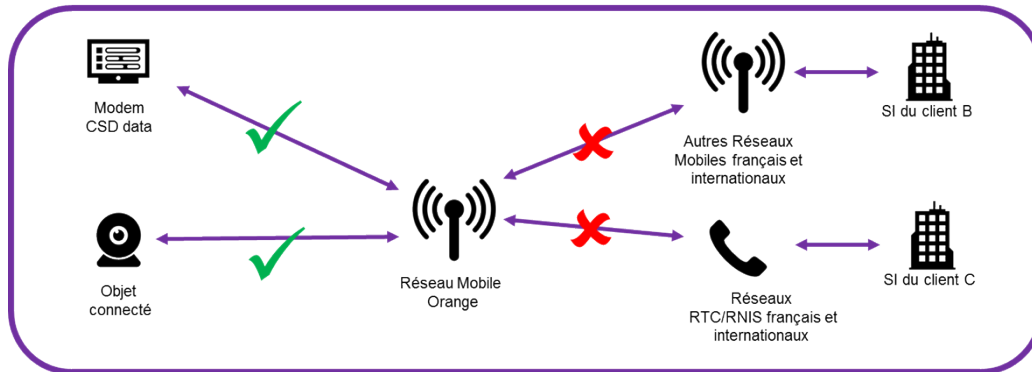 Modem
CSD data
Objet
connecté
Réseau Mobile
Orange
Autres Réseaux
Mobiles français et
internationaux
SI du client B
Réseaux
RTC/RNIS français et
internationaux
SI du client C